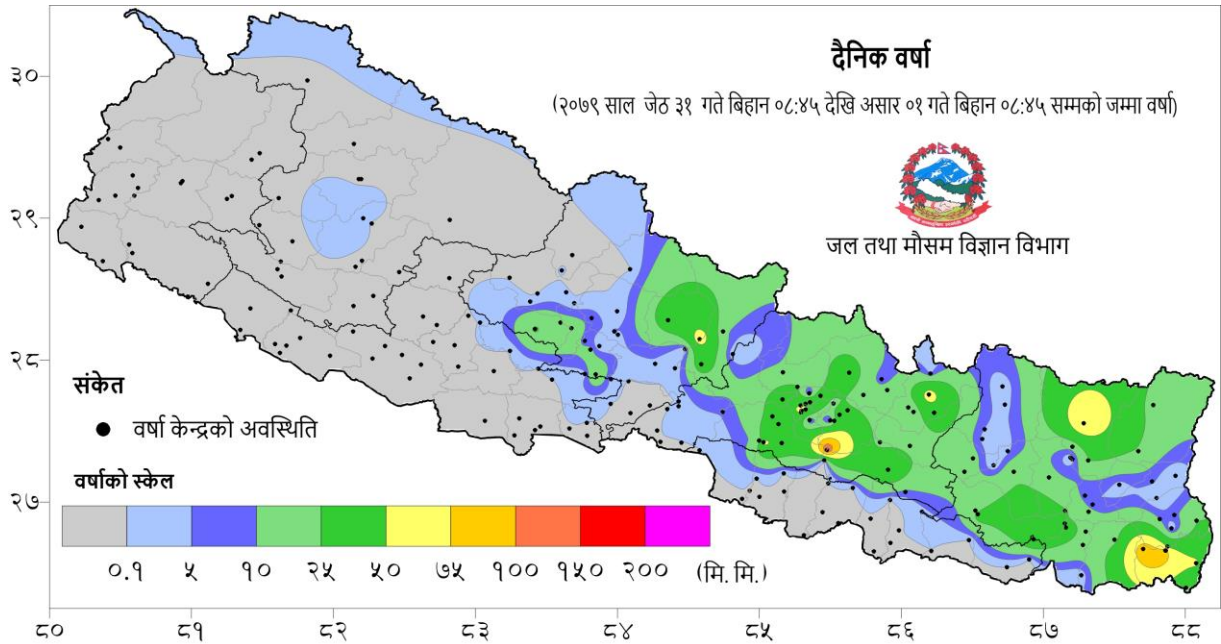 दैनिक वर्षा
(२०७९ साल जेठ ३१ गते बिहान ०८:४५ देखि असार ०१ गते बिहान ०८:४५ सम्मको जम्मा वर्षा)
जल तथा मौसम विज्ञान विभाग
३०
२९
२८
२७
संकेत
वर्षा केन्द्रको अवस्थिति
वर्षाको स्केल
०.१ ५ १० २५ ५० ७५ १०० १५० २०० (मि. मि.)
८० ८१ ८२ ८३ ८४ ८५ ८६ ८७ ८८